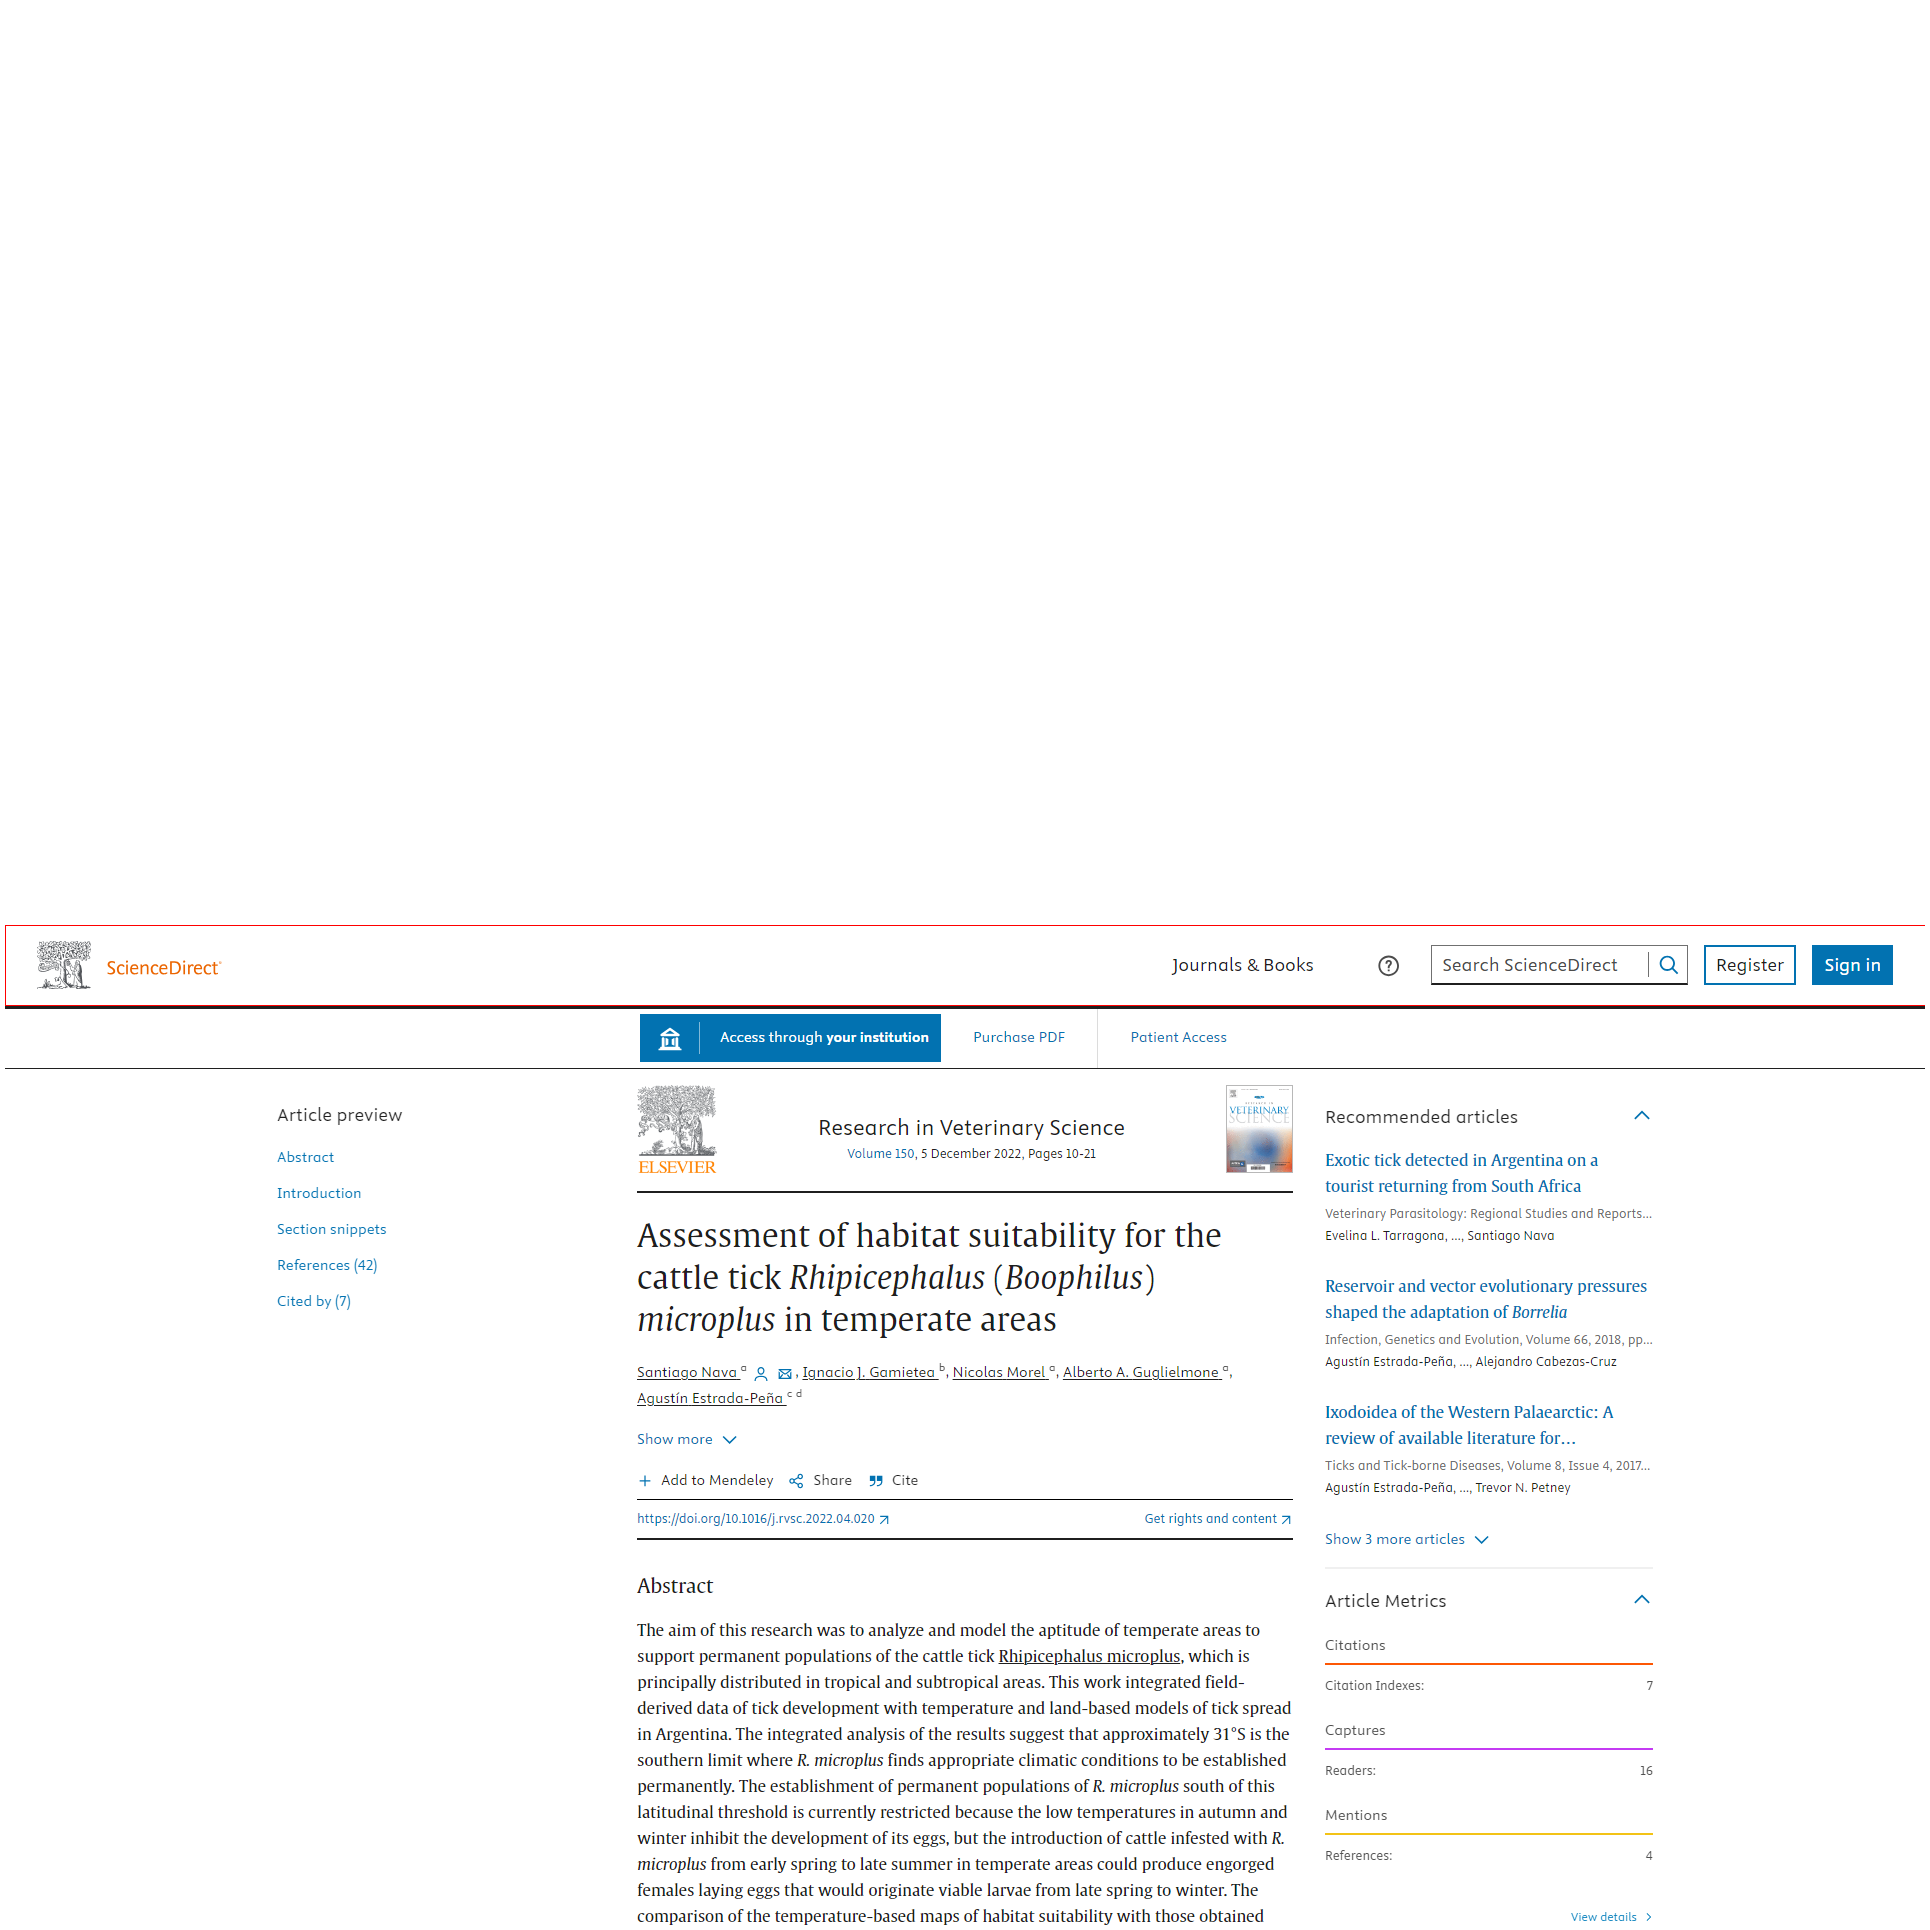 ScienceDirect
Journals & Books
Search ScienceDirect
Register
Sign in
Access through your institution
Purchase PDF
Patient Access
Article preview
Abstract
Introduction
Section snippets
References (42)
Cited by (7)
ELSEVIER
Research in Veterinary Science
Volume 150, 5 December 2022, Pages 10-21
VETERINARY
SCIENCE
Assessment of habitat suitability for the
cattle tick Rhipicephalus (Boophilus)
microplus in temperate areas
Santiago Nava a, Ignacio J. Gamietea b, Nicolas Morel a, Alberto A. Guglielmone a,
Agustín Estrada-Peña c d
Show more
Add to Mendeley Share Cite
https://doi.org/10.1016/j.rvsc.2022.04.020 Get rights and content
Abstract
The aim of this research was to analyze and model the aptitude of temperate areas to
support permanent populations of the cattle tick Rhipicephalus microplus, which is
principally distributed in tropical and subtropical areas. This work integrated field-
derived data of tick development with temperature and land-based models of tick spread
in Argentina. The integrated analysis of the results suggest that approximately 31°S is the
southern limit where R. microplus finds appropriate climatic conditions to be established
permanently. The establishment of permanent populations of R. microplus south of this
latitudinal threshold is currently restricted because the low temperatures in autumn and
winter inhibit the development of its eggs, but the introduction of cattle infested with R.
microplus from early spring to late summer in temperate areas could produce engorged
females laying eggs that would originate viable larvae from late spring to winter. The
comparison of the temperature-based maps of habitat suitability with those obtained
Recommended articles
Exotic tick detected in Argentina on a
tourist returning from South Africa
Veterinary Parasitology: Regional Studies and Reports...
Evelina L. Tarragona, ..., Santiago Nava
Reservoir and vector evolutionary pressures
shaped the adaptation of Borrelia
Infection, Genetics and Evolution, Volume 66, 2018, pp...
Agustín Estrada-Peña, ..., Alejandro Cabezas-Cruz
Ixodoidea of the Western Palaearctic: A
review of available literature for…
Ticks and Tick-borne Diseases, Volume 8, Issue 4, 2017...
Agustín Estrada-Peña, ..., Trevor N. Petney
Show 3 more articles
Article Metrics
Citations
Citation Indexes: 7
Captures
Readers: 16
Mentions
References: 4
View details